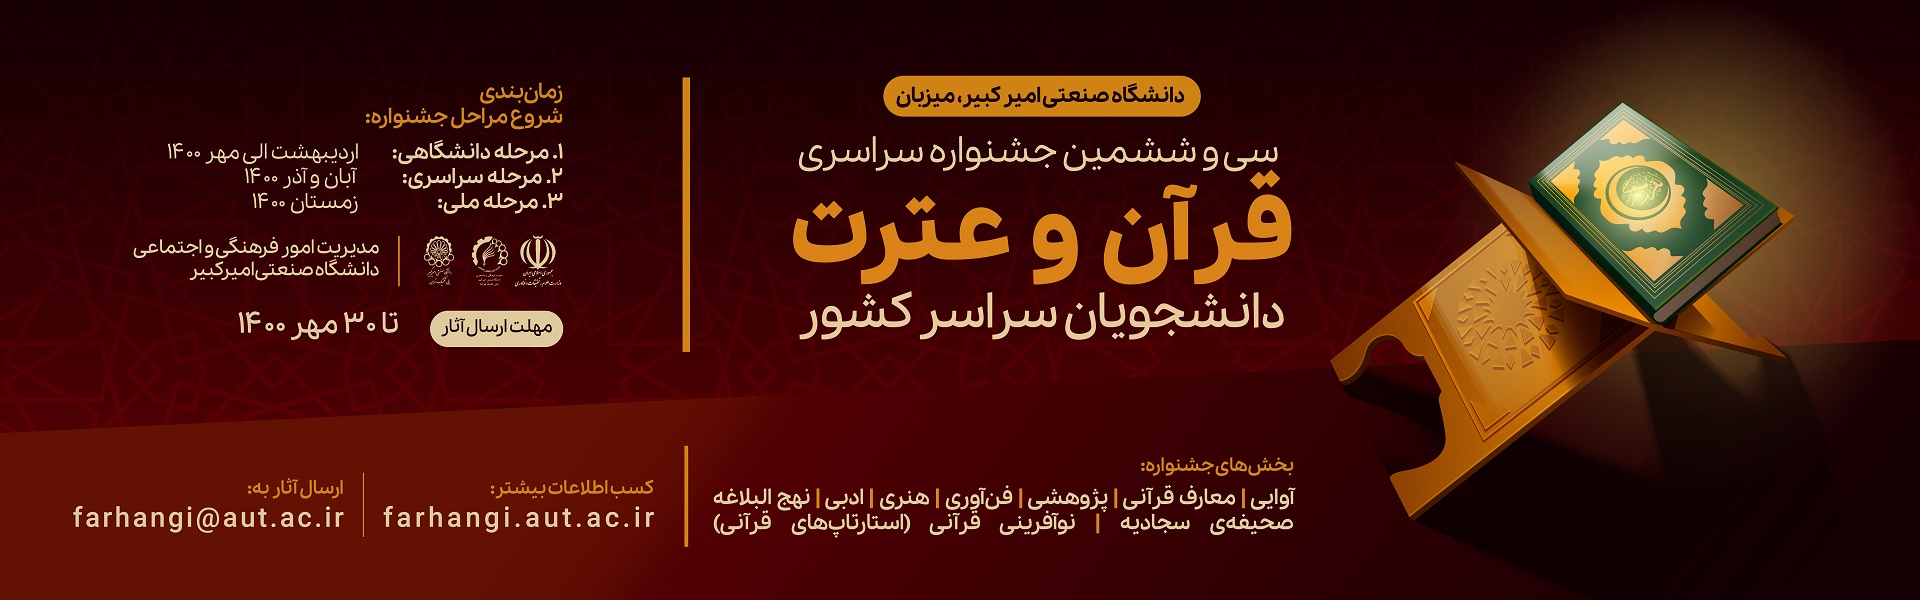 دانشگاه صنعتی امیر کبیر، میزبان
سی و ششمین جشنواره سراسری
قرآن و عترت
دانشجویان سراسر کشور
زمان‌بندی
شروع مراحل جشنواره:
۱. مرحله دانشگاهی: اردیبهشت الی مهر ۱۴۰۰
۲. مرحله سراسری: آبان و آذر ۱۴۰۰
۳. مرحله ملی: زمستان ۱۴۰۰
مدیریت امور فرهنگی و اجتماعی
دانشگاه صنعتی امیرکبیر
مهلت ارسال آثار تا ۳۰ مهر ۱۴۰۰
بخش‌های جشنواره:
آوایی | معارف قرآنی | پژوهشی | فن‌آوری | هنری | ادبی | نهج البلاغه
صحیفه‌ی سجادیه | نوآفرینی قرآنی (استارتاپ‌های قرآنی)
کسب اطلاعات بیشتر:
farhangi.aut.ac.ir
ارسال آثار به:
farhangi@aut.ac.ir